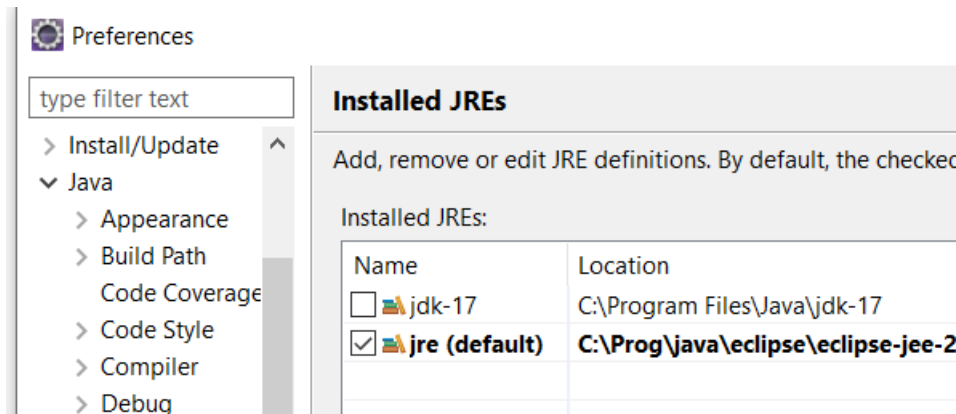 Preferences
type filter text
Install/Update
Java
Appearance
Build Path
Code Coverage
Code Style
Compiler
Debug
Installed JREs
Add, remove or edit JRE definitions. By default, the checked
Installed JREs:
Name Location
jdk-17 C:\Program Files\Java\jdk-17
jre (default) C:\Prog\java\eclipse\eclipse-jee-2